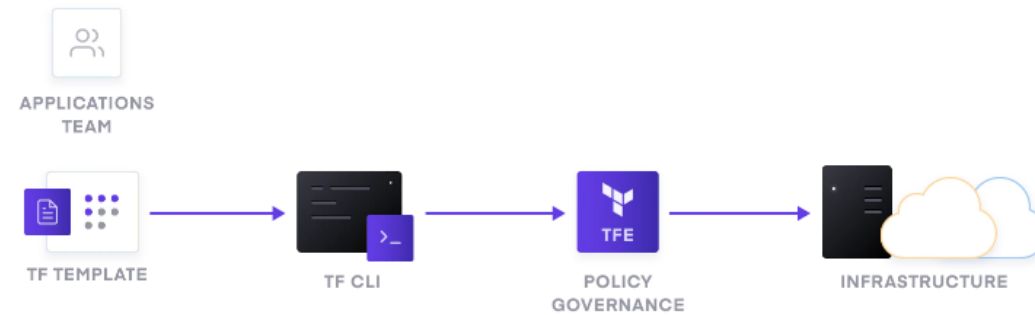 APPLICATIONS
TEAM
TF TEMPLATE
>_
TF CLI
TFE
POLICY
GOVERNANCE
INFRASTRUCTURE